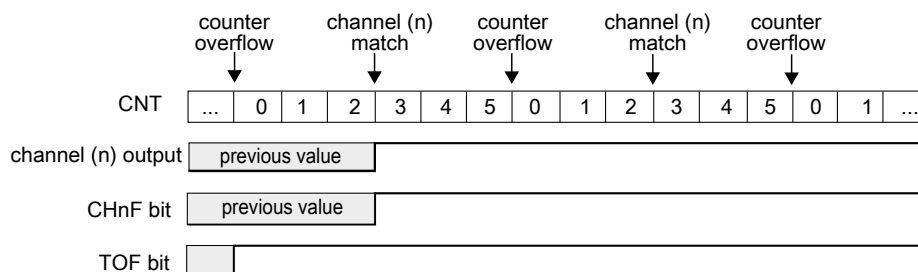 counter overflow
channel (n) match
counter overflow
channel (n) match
counter overflow
CNT ... 0 1 2 3 4 5 0 1 2 3 4 5 0 1 ...
channel (n) output previous value
CHnF bit previous value
TOF bit